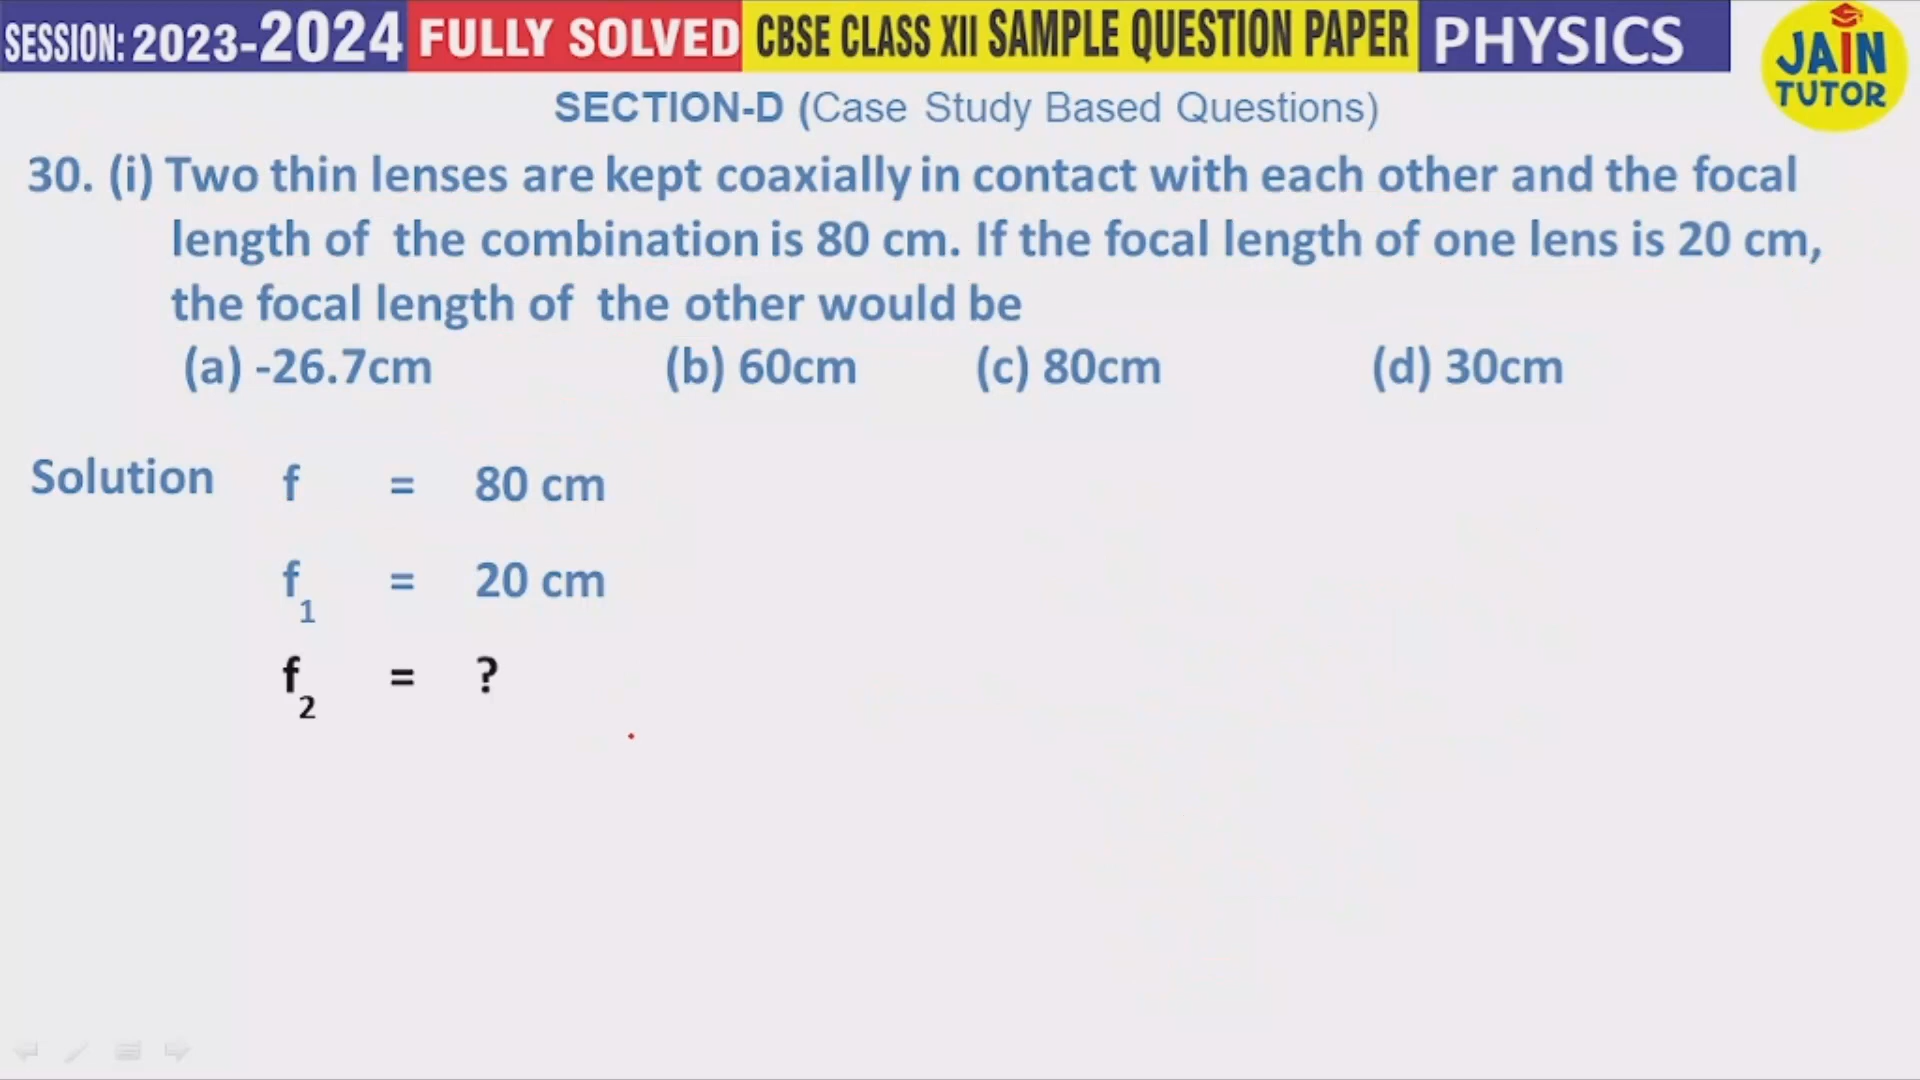 SESSION: 2023-2024 FULLY SOLVED CBSE CLASS XII SAMPLE QUESTION PAPER PHYSICS
JAIN
TUTOR
SECTION-D (Case Study Based Questions)
30. (i) Two thin lenses are kept coaxially in contact with each other and the focal
length of the combination is 80 cm. If the focal length of one lens is 20 cm,
the focal length of the other would be
(a) -26.7cm (b) 60cm (c) 80cm (d) 30cm
Solution f = 80 cm
f1 = 20 cm
f2 = ?